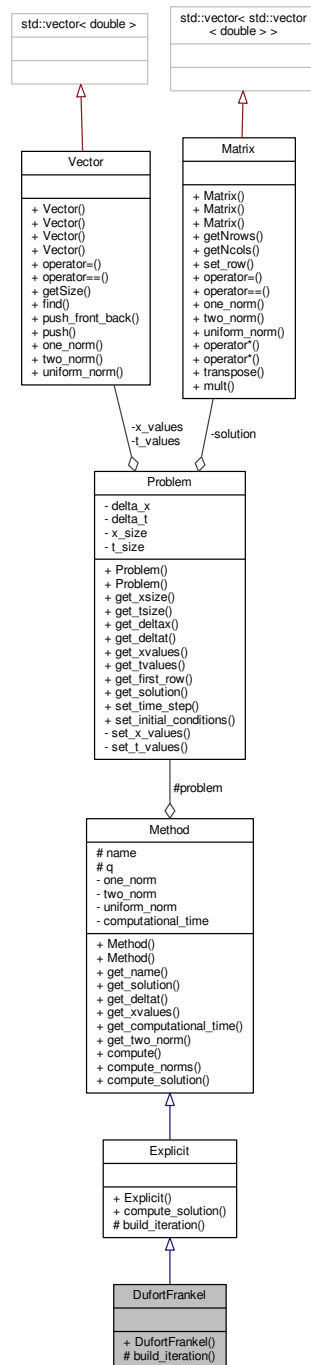 std::vector< double >
std::vector< std::vector
< double > >
Vector
+ Vector()
+ Vector()
+ Vector()
+ Vector()
+ operator=()
+ operator==()
+ getSize()
+ find()
+ push_front_back()
+ push()
+ one_norm()
+ two_norm()
+ uniform_norm()
Matrix
+ Matrix()
+ Matrix()
+ Matrix()
+ getNrows()
+ getNcols()
+ set_row()
+ operator=()
+ operator==()
+ one_norm()
+ two_norm()
+ uniform_norm()
+ operator*()
+ operator*()
+ transpose()
+ mult()
-x_values
-t_values
-solution
Problem
- delta_x
- delta_t
- x_size
- t_size
+ Problem()
+ Problem()
+ get_xsize()
+ get_tsize()
+ get_deltax()
+ get_deltat()
+ get_xvalues()
+ get_tvalues()
+ get_first_row()
+ get_solution()
+ set_time_step()
+ set_initial_conditions()
- set_x_values()
- set_t_values()
#problem
Method
# name
# q
- one_norm
- two_norm
- uniform_norm
- computational_time
+ Method()
+ Method()
+ get_name()
+ get_solution()
+ get_deltat()
+ get_xvalues()
+ get_computational_time()
+ get_two_norm()
+ compute()
+ compute_norms()
+ compute_solution()
Explicit
+ Explicit()
+ compute_solution()
# build_iteration()
DufortFrankel
+ DufortFrankel()
# build_iteration()